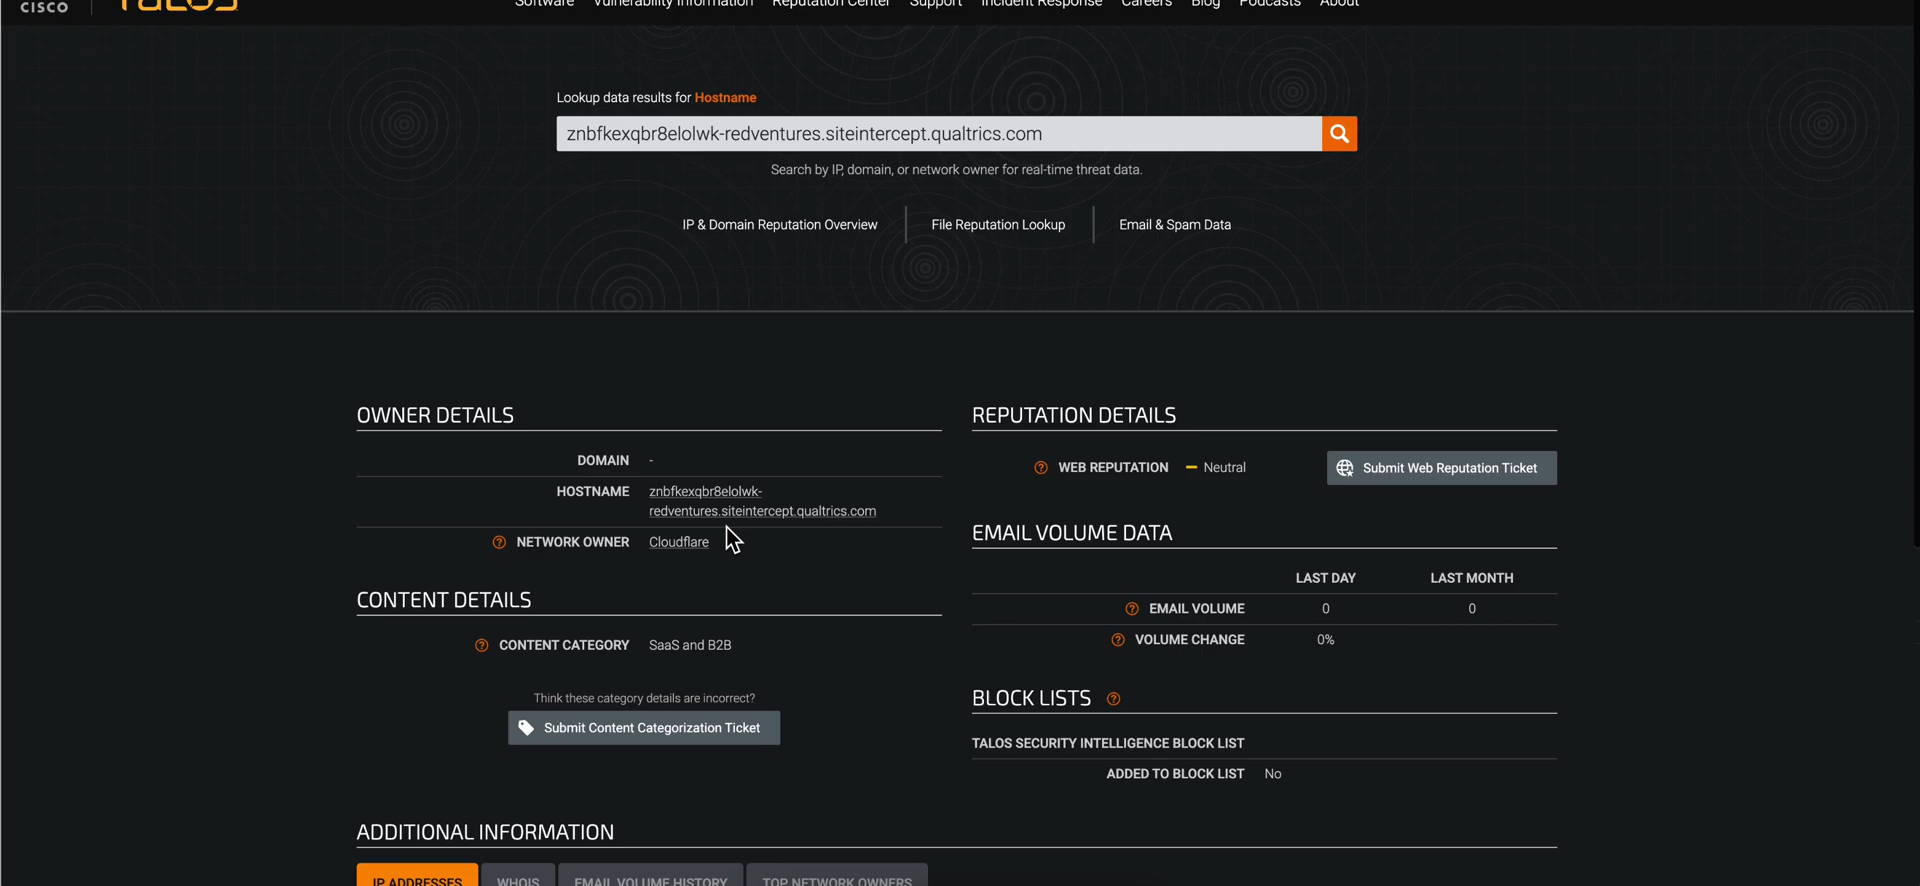 CISCO
TALOS
Software Vulnerability Information Reputation Center Support Incident Response Careers Blog Podcasts About
Lookup data results for Hostname
znbfkexqbr8elolwk-redventures.siteintercept.qualtrics.com
Search by IP, domain, or network owner for real-time threat data.
IP & Domain Reputation Overview
File Reputation Lookup
Email & Spam Data
OWNER DETAILS
DOMAIN -
HOSTNAME znbfkexqbr8elolwk-
redventures.siteintercept.qualtrics.com
NETWORK OWNER Cloudflare
CONTENT DETAILS
CONTENT CATEGORY SaaS and B2B
Think these category details are incorrect?
Submit Content Categorization Ticket
REPUTATION DETAILS
WEB REPUTATION Neutral
Submit Web Reputation Ticket
EMAIL VOLUME DATA
LAST DAY LAST MONTH
EMAIL VOLUME 0 0
VOLUME CHANGE 0%
BLOCK LISTS
TALOS SECURITY INTELLIGENCE BLOCK LIST
ADDED TO BLOCK LIST No
ADDITIONAL INFORMATION
IP ADDRESSES WHOIS EMAIL VOLUME HISTORY TOP NETWORK OWNERS